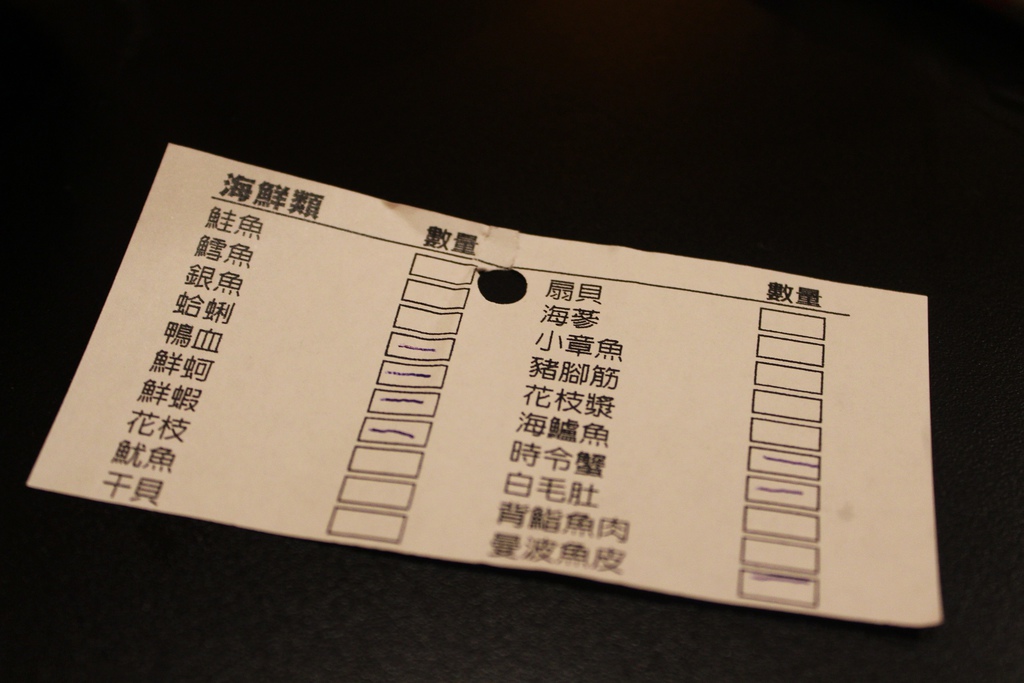 海鮮類 數量
鮭魚
鱈魚
銀魚
蛤蜊
鴨血
鮮蚵
鮮蝦
花枝
魷魚
干貝
數量
扇貝
海蔘
小章魚
豬腳筋
花枝漿
海鱸魚
時令蟹
白毛肚
背鰭魚肉
曼波魚皮